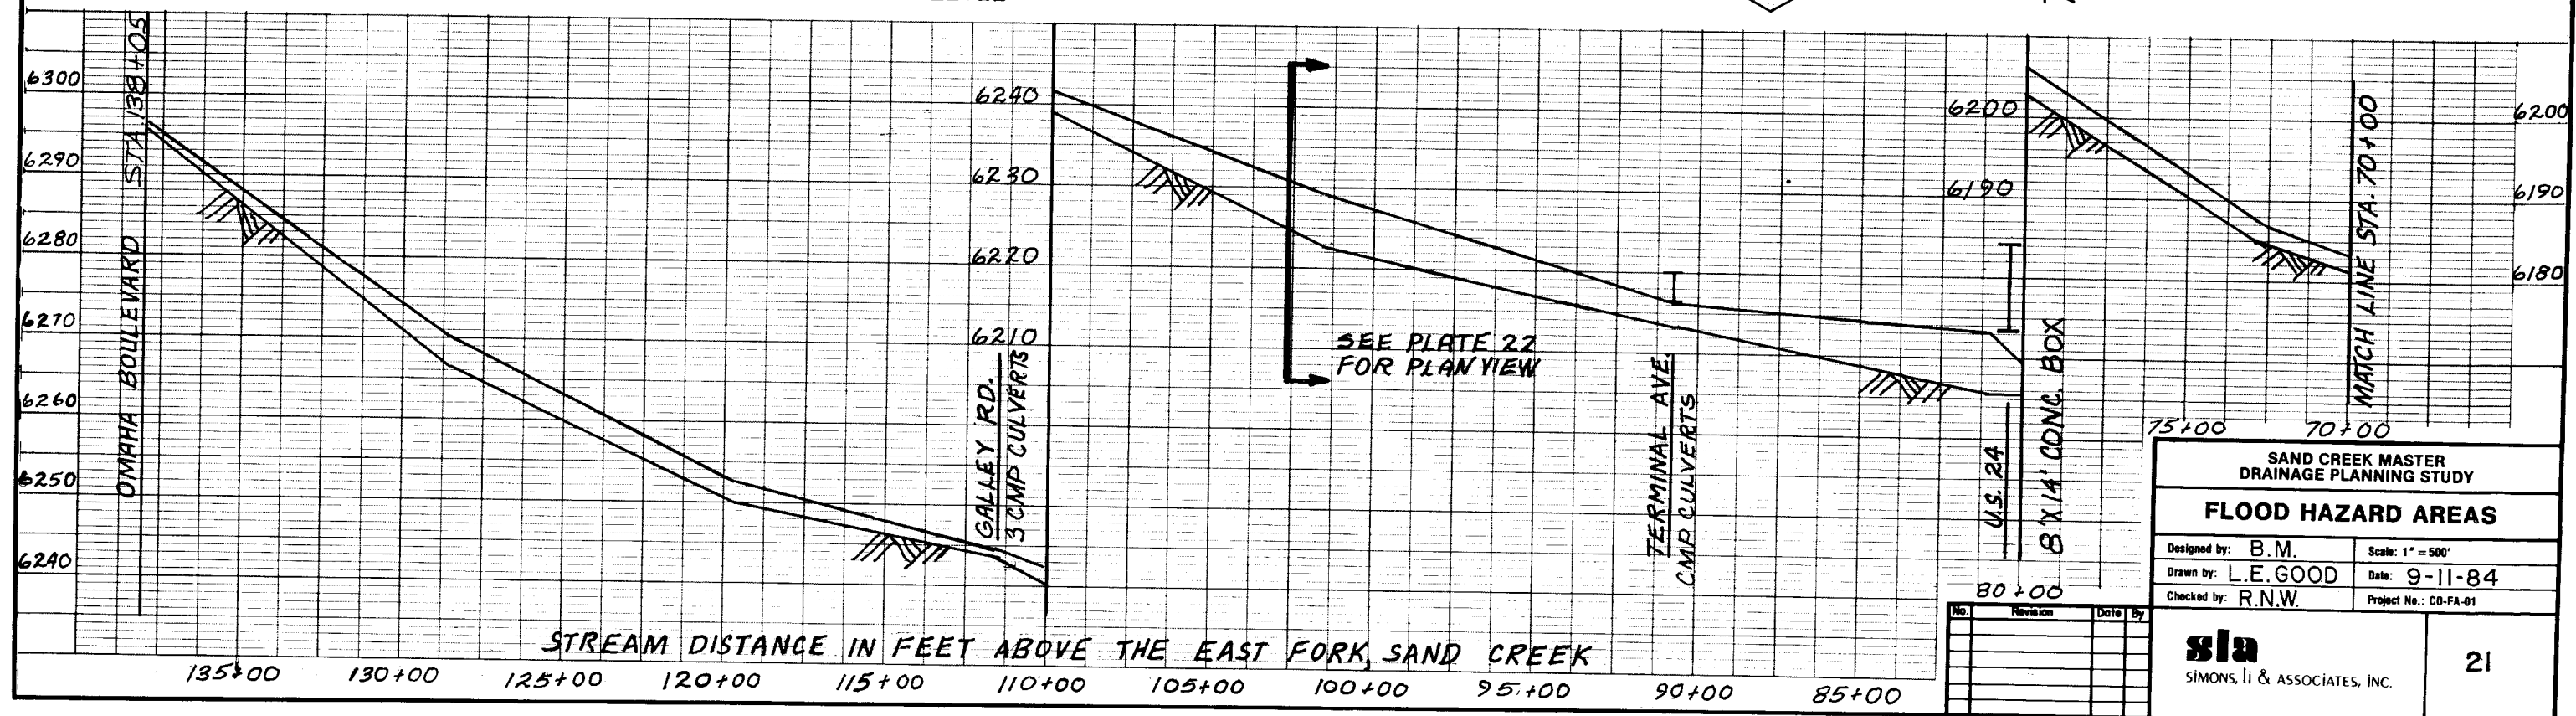 6300
6290
6280
6270
6260
6250
6240
OMAHA BOULEVARD STA. 138+05
GALLEY RD.
3 CMP CULVERTS
6240
6230
6220
6210
SEE PLATE 22
FOR PLAN VIEW
TERMINAL AVE.
CMP CULVERTS
6200
6190
U.S. 24
8'X14' CONC. BOX
MATCH LINE STA. 70+00
6200
6190
6180
75+00
70+00
80+00
STREAM DISTANCE IN FEET ABOVE THE EAST FORK, SAND CREEK
135+00
130+00
125+00
120+00
115+00
110+00
105+00
100+00
95+00
90+00
85+00
No. Revision Date By
SAND CREEK MASTER
DRAINAGE PLANNING STUDY
FLOOD HAZARD AREAS
Designed by: B.M.
Scale: 1" = 500'
Drawn by: L.E.GOOD
Date: 9-11-84
Checked by: R.N.W.
Project No.: CO-FA-01
sla
SIMONS, li & ASSOCIATES, INC.
21